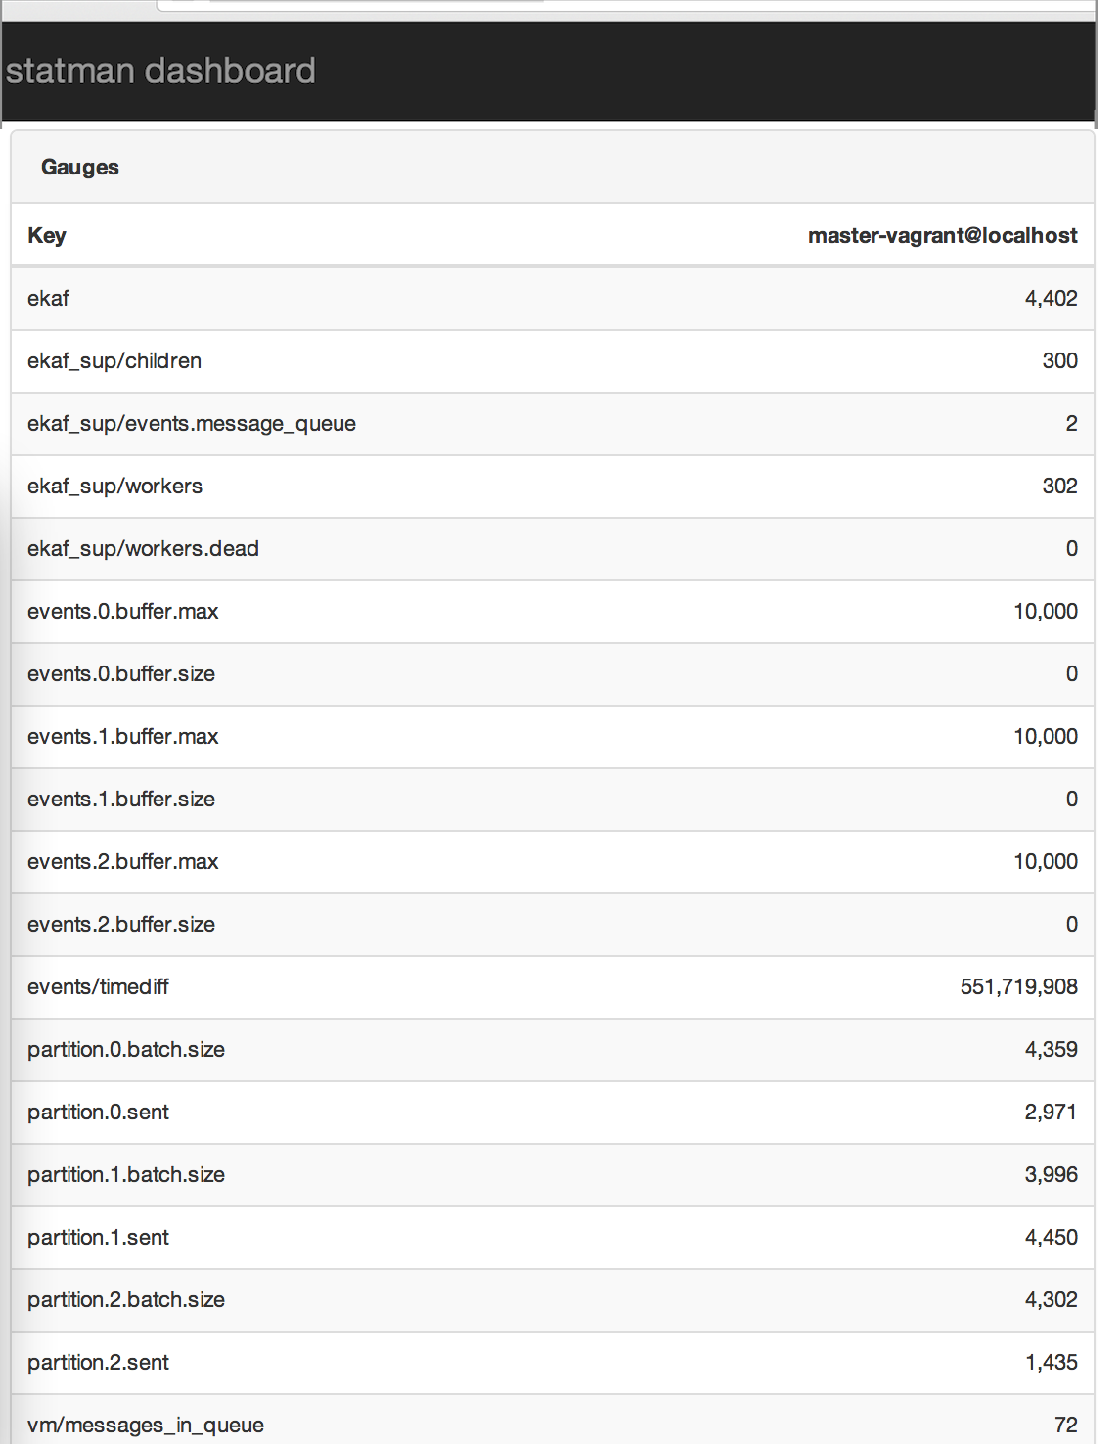 statman dashboard
Gauges
Key master-vagrant@localhost
ekaf 4,402
ekaf_sup/children 300
ekaf_sup/events.message_queue 2
ekaf_sup/workers 302
ekaf_sup/workers.dead 0
events.0.buffer.max 10,000
events.0.buffer.size 0
events.1.buffer.max 10,000
events.1.buffer.size 0
events.2.buffer.max 10,000
events.2.buffer.size 0
events/timediff 551,719,908
partition.0.batch.size 4,359
partition.0.sent 2,971
partition.1.batch.size 3,996
partition.1.sent 4,450
partition.2.batch.size 4,302
partition.2.sent 1,435
vm/messages_in_queue 72